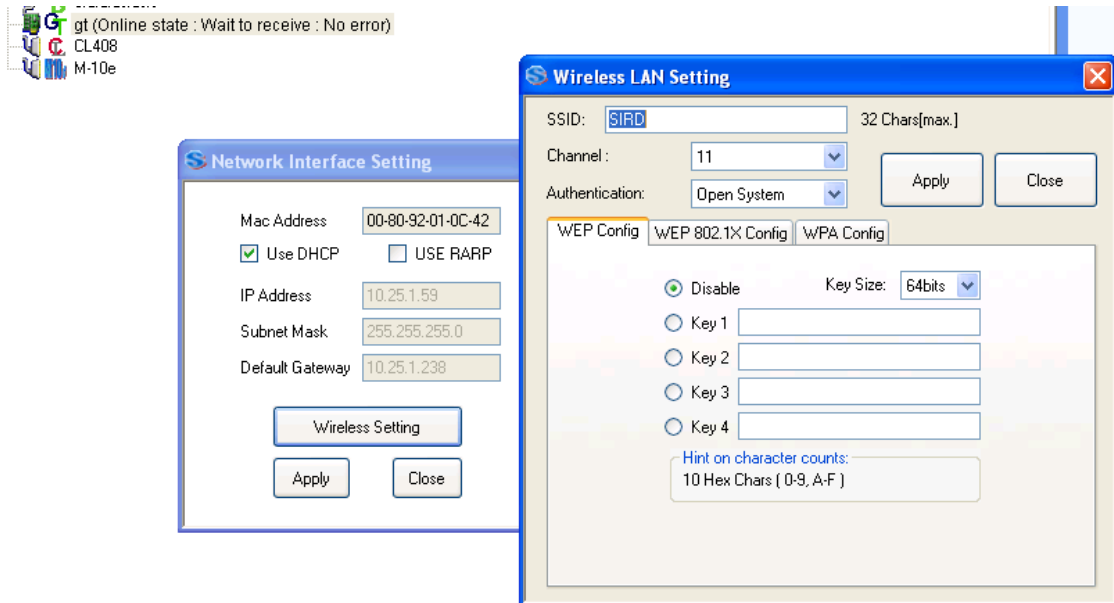 gt (Online state : Wait to receive : No error)
CL408
M-10e
Network Interface Setting
Mac Address 00-80-92-01-0C-42
Use DHCP USE RARP
IP Address 10.25.1.59
Subnet Mask 255.255.255.0
Default Gateway 10.25.1.238
Wireless Setting
Apply Close
Wireless LAN Setting
SSID: SIRD 32 Chars[max.]
Channel : 11
Authentication: Open System
Apply Close
WEP Config WEP 802.1X Config WPA Config
Disable Key Size: 64bits
Key 1
Key 2
Key 3
Key 4
Hint on character counts:
10 Hex Chars ( 0-9, A-F )